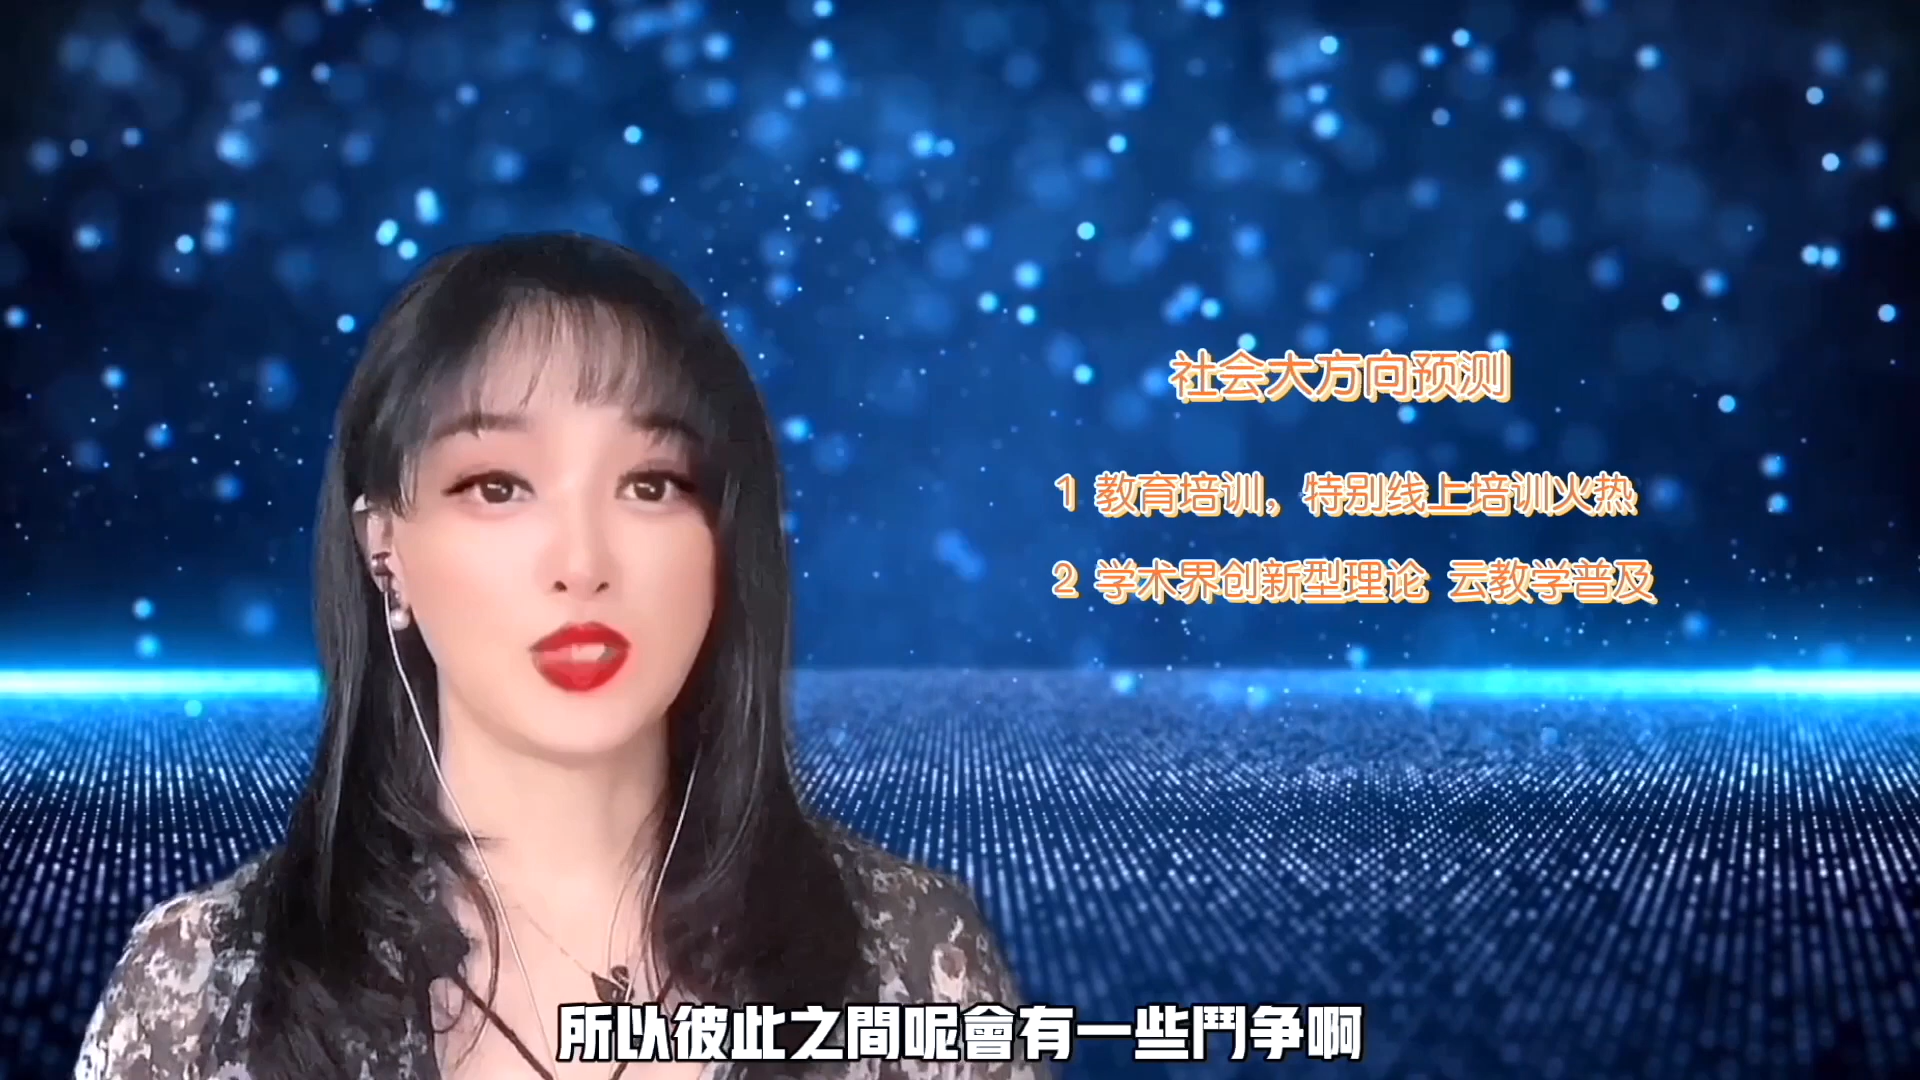 社会大方向预测
1 教育培训，特别线上培训火热
2 学术界创新型理论 云教学普及
所以彼此之間呢會有一些鬥争啊